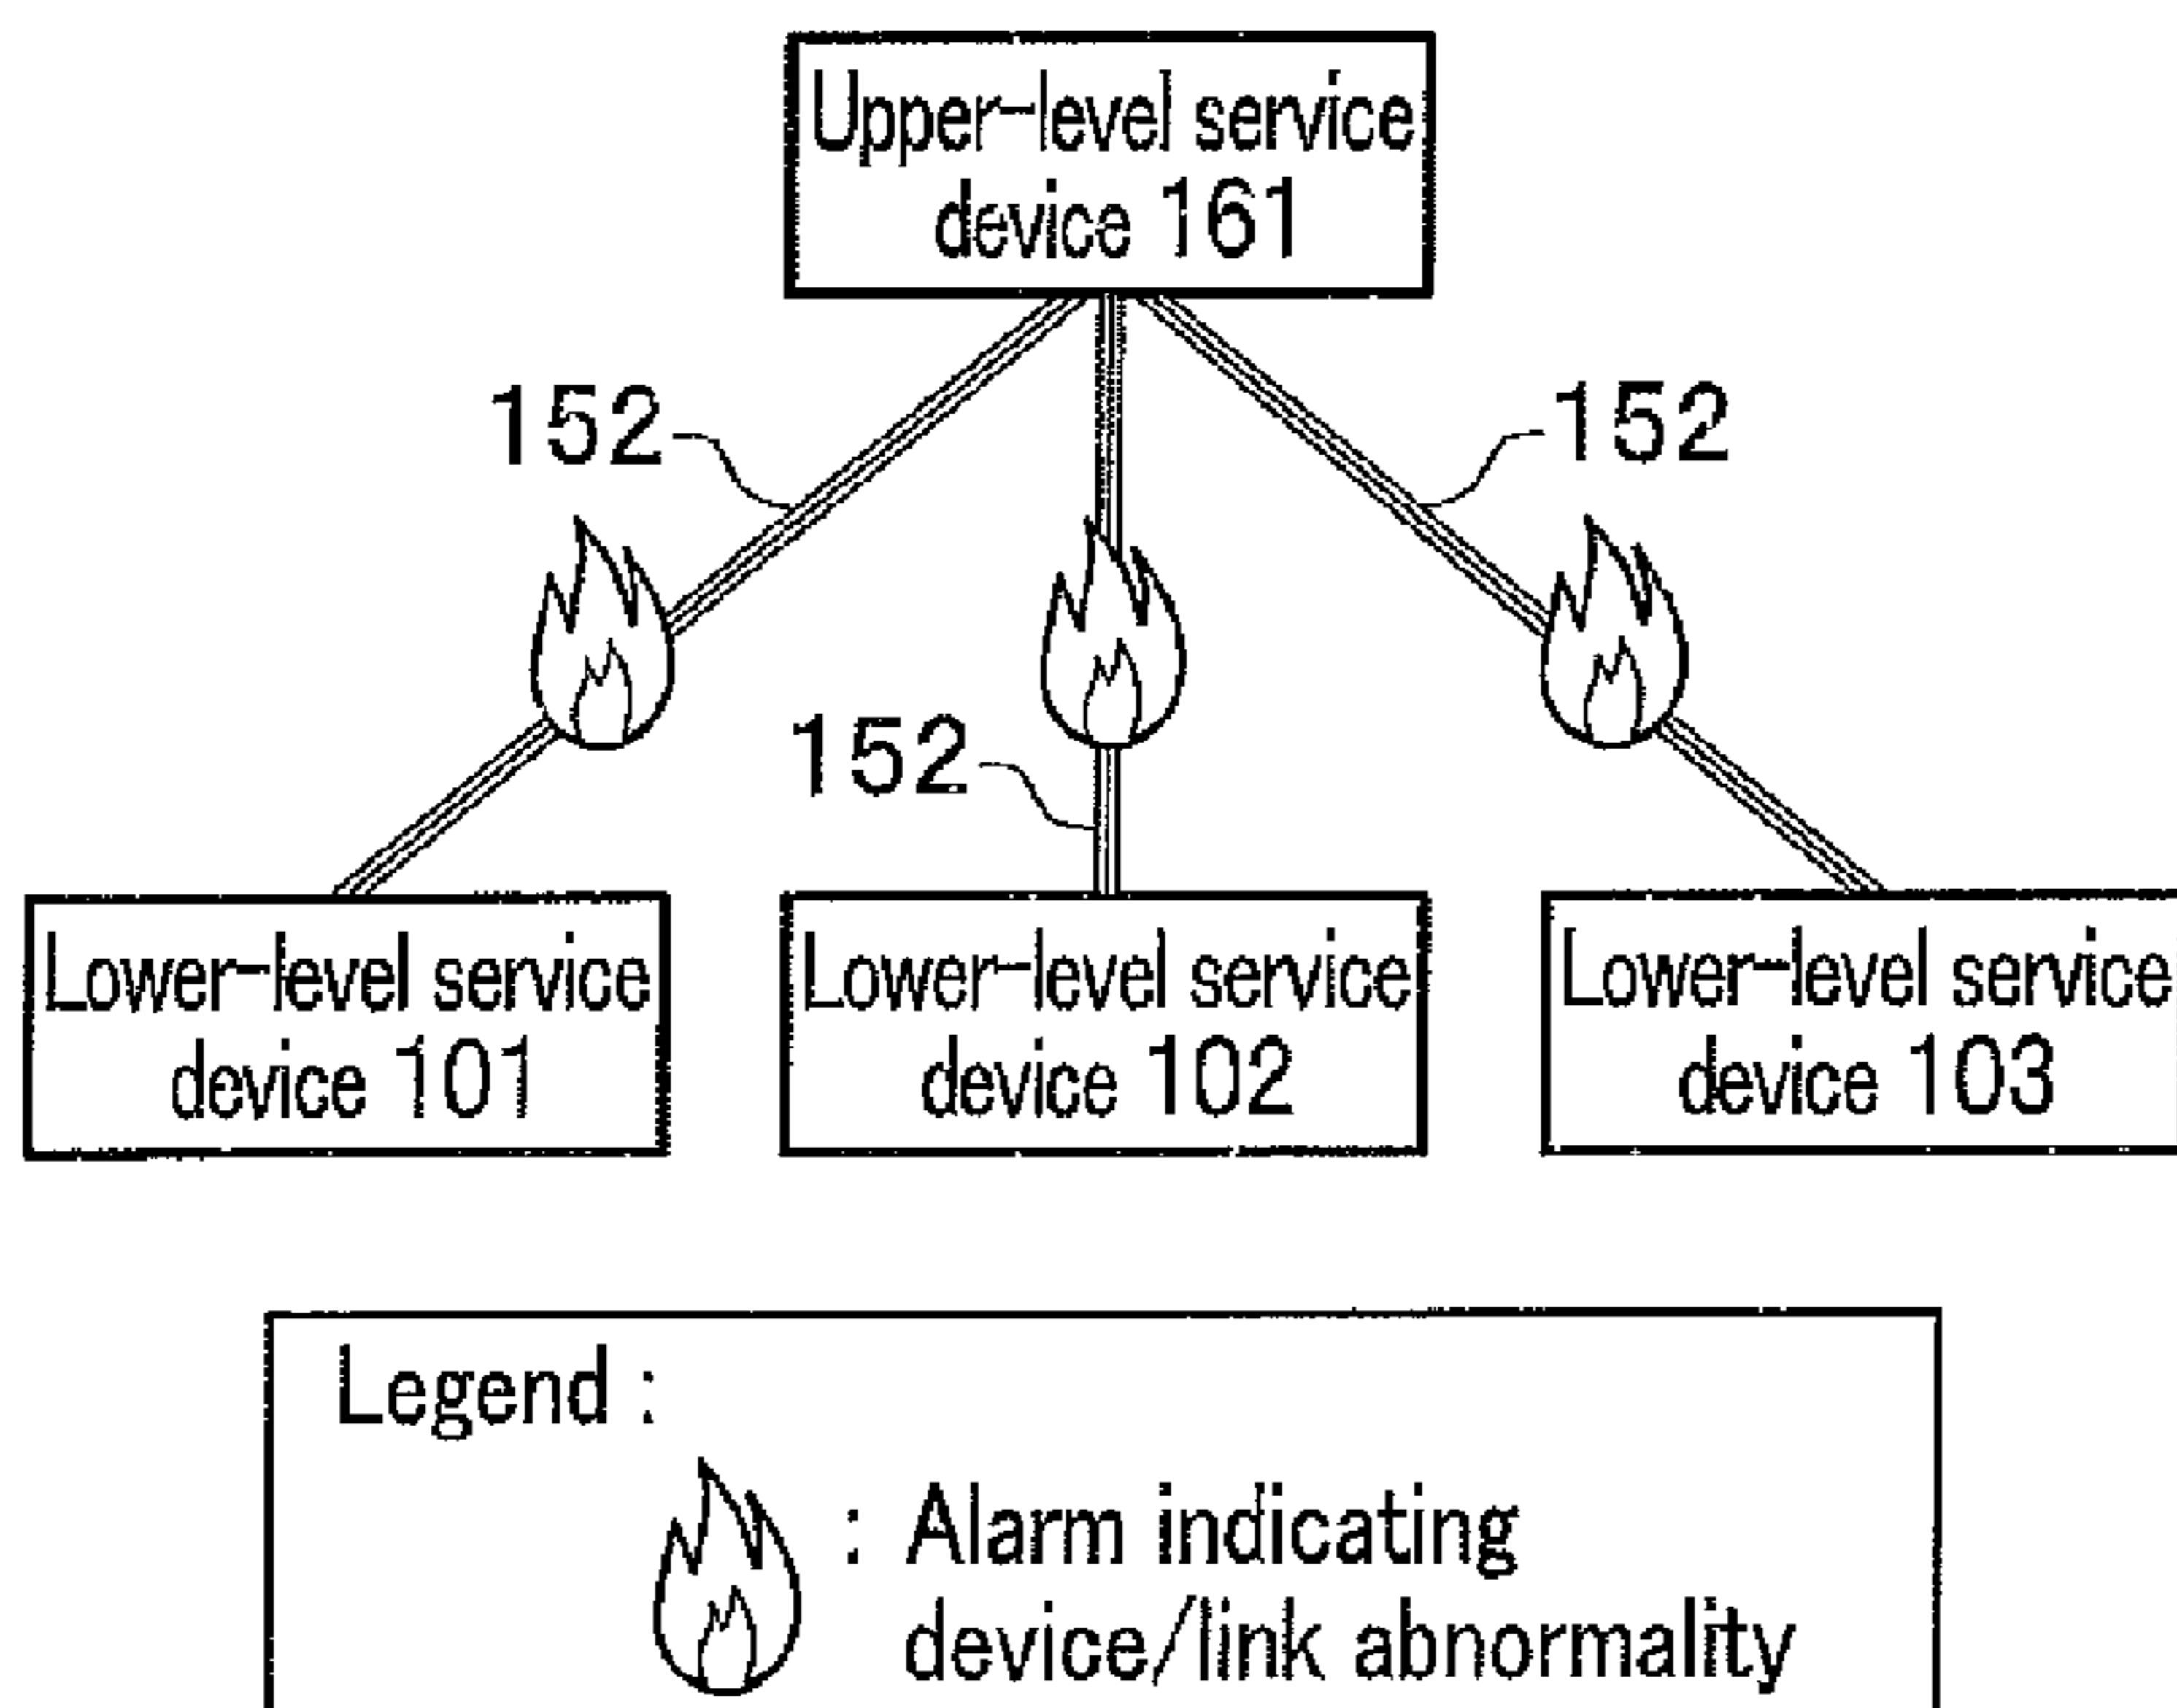 Upper-level service
device 161
152
152
152
Lower-level service
device 101
Lower-level service
device 102
Lower-level service
device 103
Legend :
: Alarm indicating
device/link abnormality